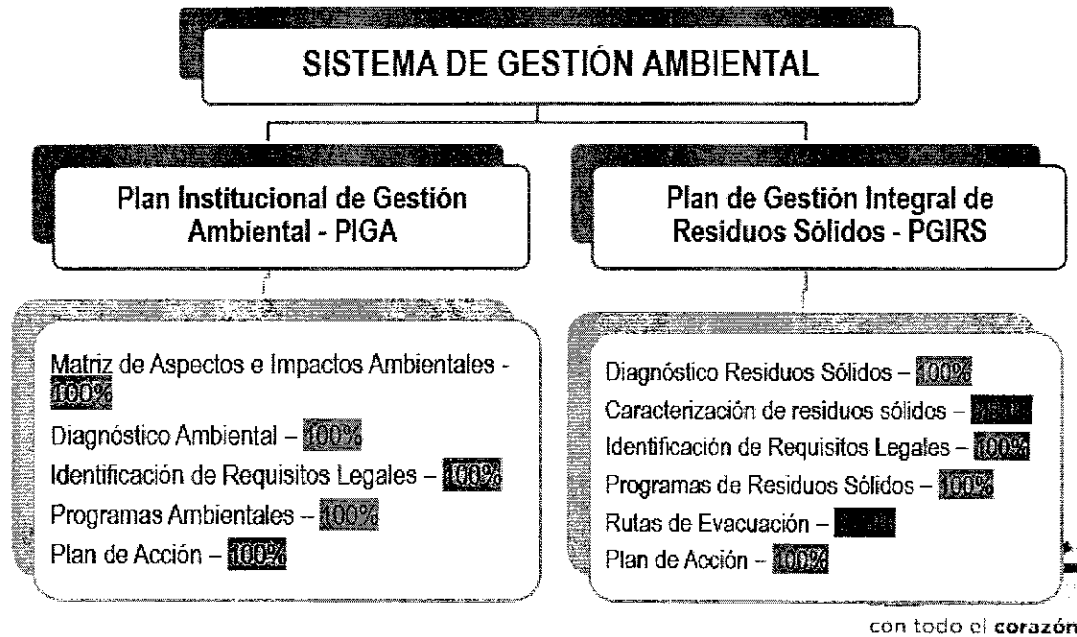 SISTEMA DE GESTIÓN AMBIENTAL
Plan Institucional de Gestión
Ambiental - PIGA
Matriz de Aspectos e Impactos Ambientales -
100%
Diagnóstico Ambiental – 100%
Identificación de Requisitos Legales – 100%
Programas Ambientales – 100%
Plan de Acción – 100%
Plan de Gestión Integral de
Residuos Sólidos - PGIRS
Diagnóstico Residuos Sólidos – 100%
Caracterización de residuos sólidos –
Identificación de Requisitos Legales – 100%
Programas de Residuos Sólidos – 100%
Rutas de Evacuación –
Plan de Acción – 100%
con todo el corazón